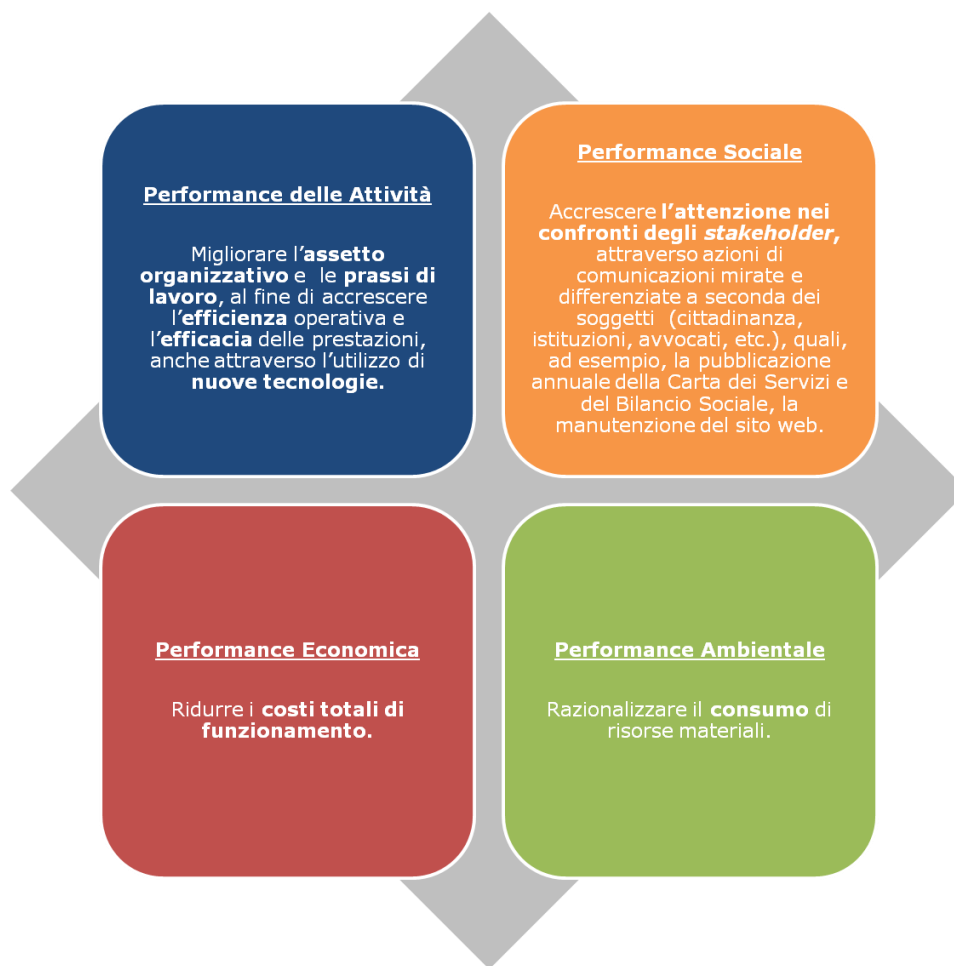 Performance delle Attività
Migliorare l'assetto
organizzativo e le prassi di
lavoro, al fine di accrescere
l'efficienza operativa e
l'efficacia delle prestazioni,
anche attraverso l'utilizzo di
nuove tecnologie.
Performance Sociale
Accrescere l'attenzione nei
confronti degli stakeholder,
attraverso azioni di
comunicazioni mirate e
differenziate a seconda dei
soggetti (cittadinanza,
istituzioni, avvocati, etc.), quali,
ad esempio, la pubblicazione
annuale della Carta dei Servizi e
del Bilancio Sociale, la
manutenzione del sito web.
Performance Economica
Ridurre i costi totali di
funzionamento.
Performance Ambientale
Razionalizzare il consumo di
risorse materiali.